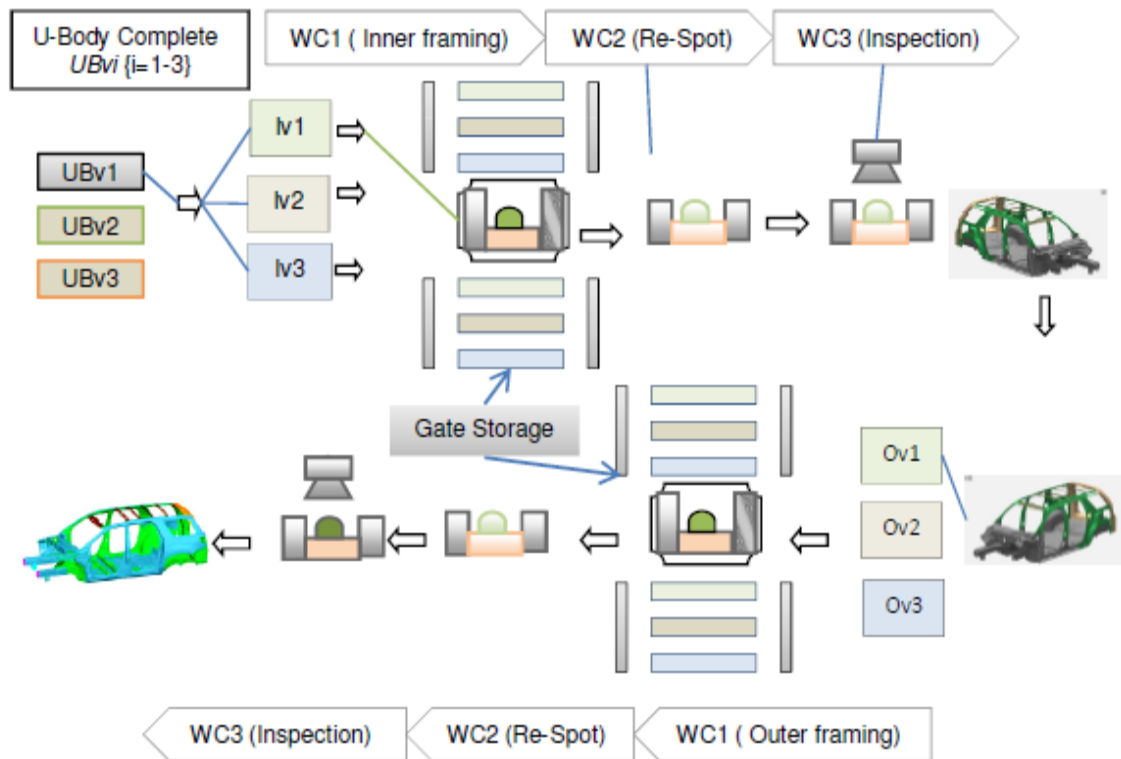 U-Body Complete
UBvi {i=1-3}
WC1 ( Inner framing)
WC2 (Re-Spot)
WC3 (Inspection)
Iv1
UBv1
Iv2
UBv2
Iv3
UBv3
Gate Storage
Ov1
Ov2
Ov3
WC3 (Inspection)
WC2 (Re-Spot)
WC1 ( Outer framing)